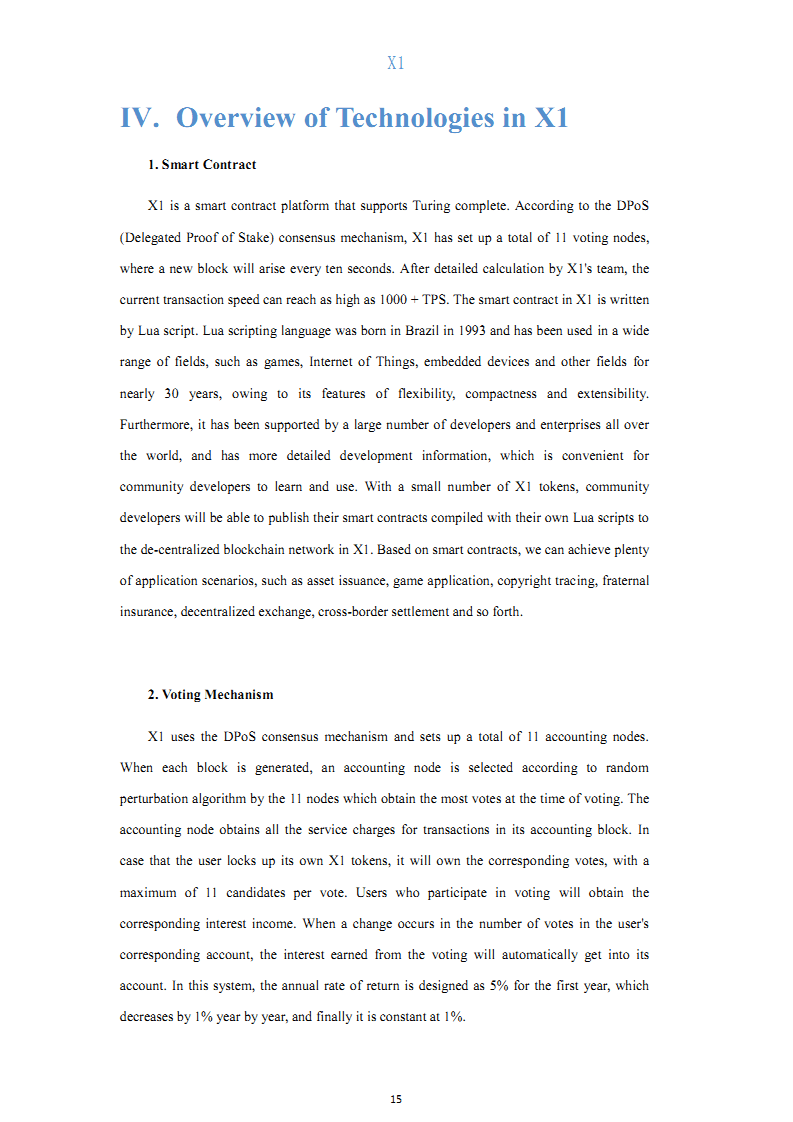 X1
IV. Overview of Technologies in X1
1. Smart Contract
X1 is a smart contract platform that supports Turing complete. According to the DPoS
(Delegated Proof of Stake) consensus mechanism, X1 has set up a total of 11 voting nodes,
where a new block will arise every ten seconds. After detailed calculation by X1's team, the
current transaction speed can reach as high as 1000 + TPS. The smart contract in X1 is written
by Lua script. Lua scripting language was born in Brazil in 1993 and has been used in a wide
range of fields, such as games, Internet of Things, embedded devices and other fields for
nearly 30 years, owing to its features of flexibility, compactness and extensibility.
Furthermore, it has been supported by a large number of developers and enterprises all over
the world, and has more detailed development information, which is convenient for
community developers to learn and use. With a small number of X1 tokens, community
developers will be able to publish their smart contracts compiled with their own Lua scripts to
the de-centralized blockchain network in X1. Based on smart contracts, we can achieve plenty
of application scenarios, such as asset issuance, game application, copyright tracing, fraternal
insurance, decentralized exchange, cross-border settlement and so forth.
2. Voting Mechanism
X1 uses the DPoS consensus mechanism and sets up a total of 11 accounting nodes.
When each block is generated, an accounting node is selected according to random
perturbation algorithm by the 11 nodes which obtain the most votes at the time of voting. The
accounting node obtains all the service charges for transactions in its accounting block. In
case that the user locks up its own X1 tokens, it will own the corresponding votes, with a
maximum of 11 candidates per vote. Users who participate in voting will obtain the
corresponding interest income. When a change occurs in the number of votes in the user's
corresponding account, the interest earned from the voting will automatically get into its
account. In this system, the annual rate of return is designed as 5% for the first year, which
decreases by 1% year by year, and finally it is constant at 1%.
15